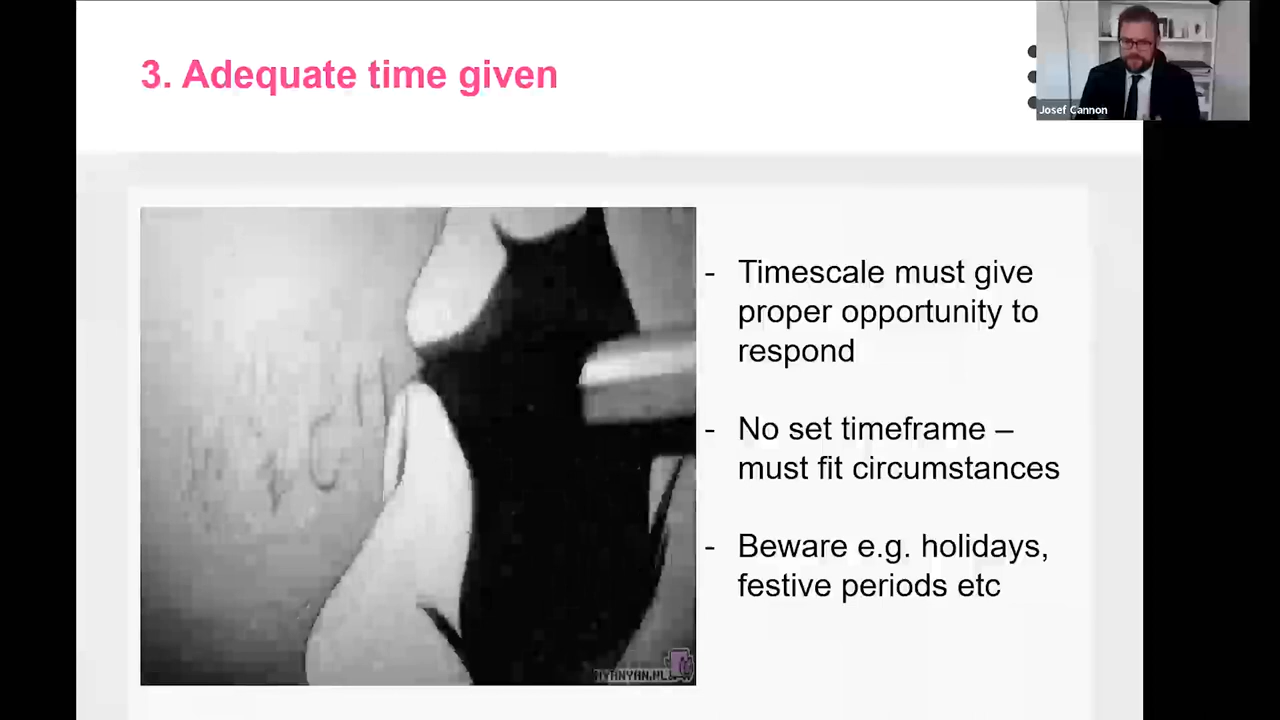 3. Adequate time given
Josef Cannon
- Timescale must give
proper opportunity to
respond
- No set timeframe –
must fit circumstances
- Beware e.g. holidays,
festive periods etc